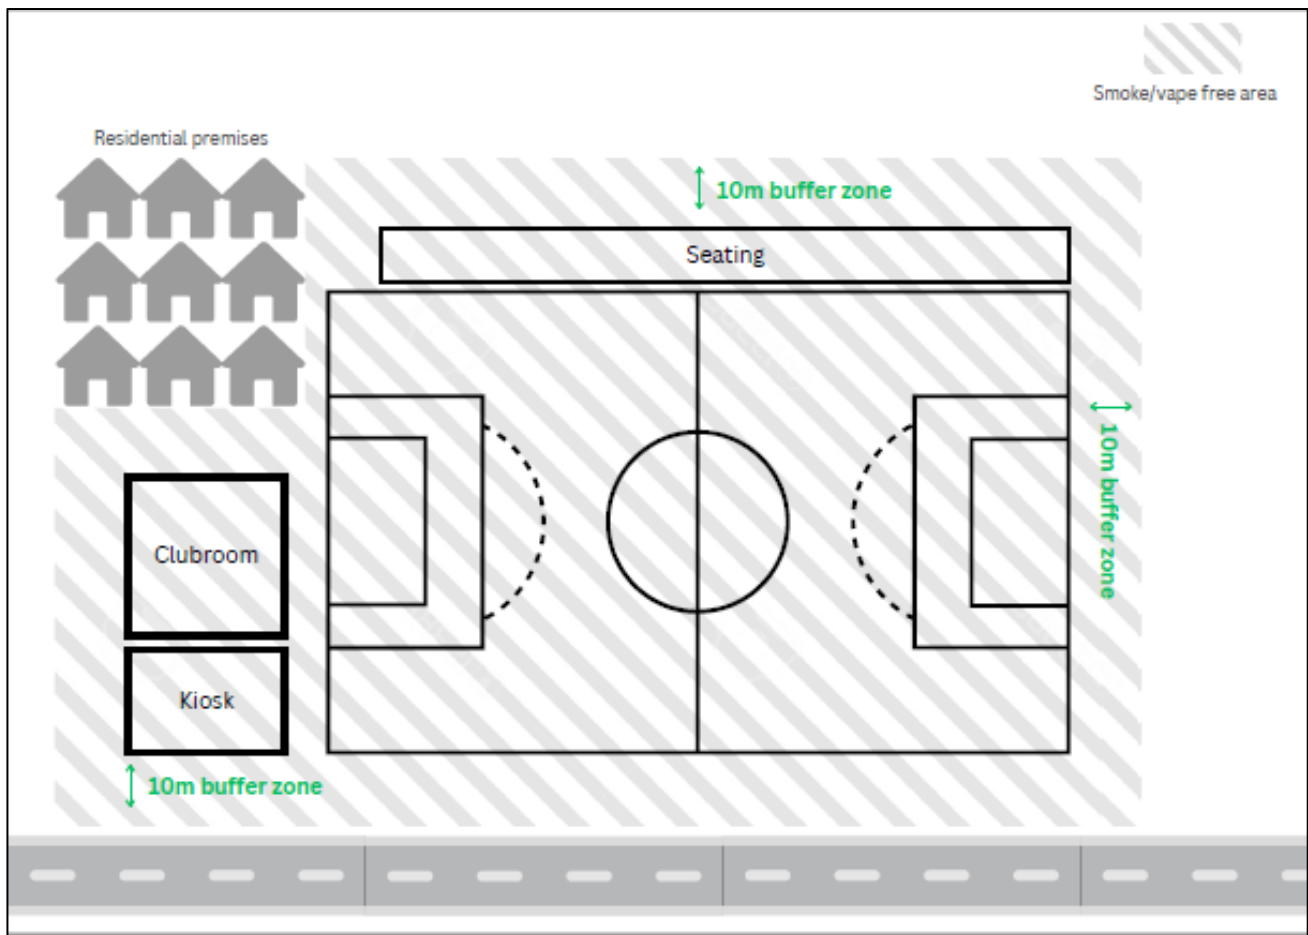 Smoke/vape free area
Residential premises
10m buffer zone
Seating
10m buffer zone
Clubroom
Kiosk
10m buffer zone